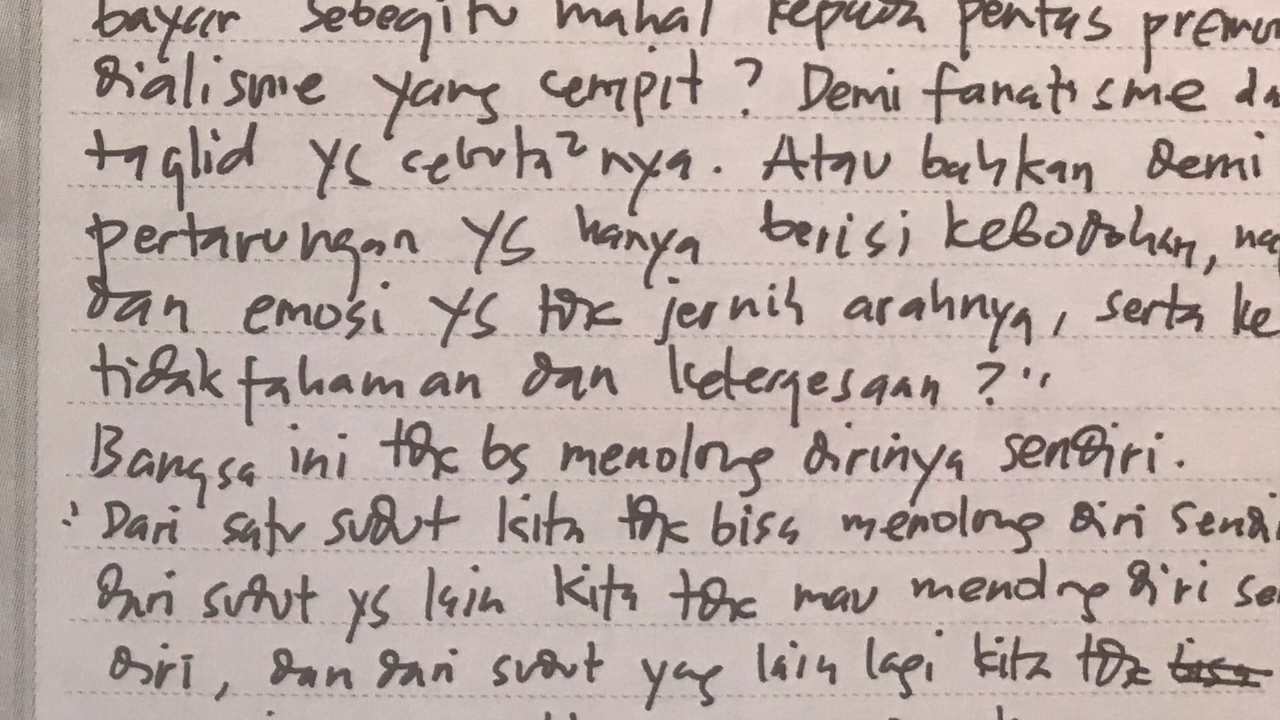 bayar sebegitu mahal kepada pentas premor
dialisme yang sempit? Demi fanatisme da
taqlid yg sebuta²nya. Atau bahkan demi
pertarungan yg hanya berisi kebodohan, na
dan emosi yg tdk jernih arahnya, serta ke
tidakfahaman dan ketergesaan?"
Bangsa ini tdk bs menolong dirinya sendiri.
: Dari satu sudut kita tdk bisa menolong diri sendi
dari sudut yg lain kita tdk mau menolong diri se
diri, dan dari sudut yag lain lagi kita tdk bisa